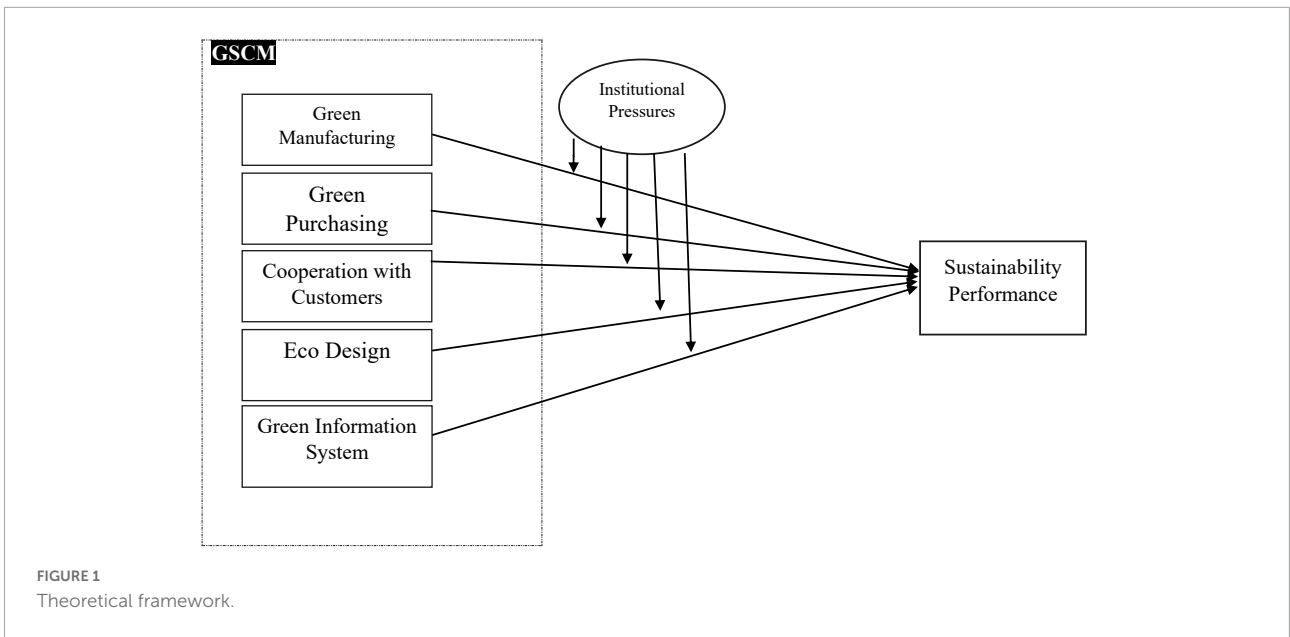 GSCM
Green
Manufacturing
Green
Purchasing
Cooperation with
Customers
Eco Design
Green Information
System
Institutional
Pressures
Sustainability
Performance
FIGURE 1
Theoretical framework.